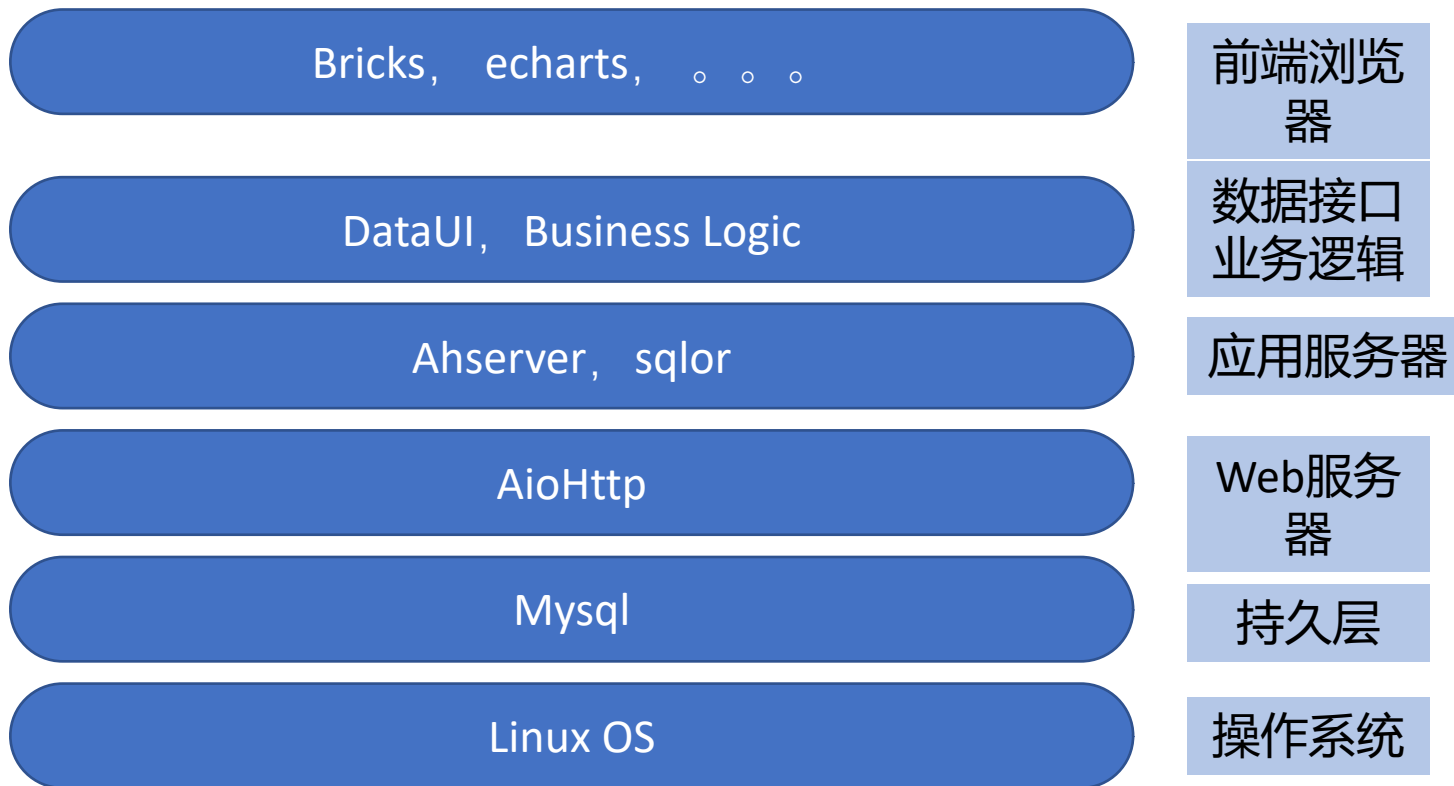 Bricks， echarts， 。。。
前端浏览
器
DataUI， Business Logic
数据接口
业务逻辑
Ahserver， sqlor
应用服务器
AioHttp
Web服务
器
Mysql
持久层
Linux OS
操作系统